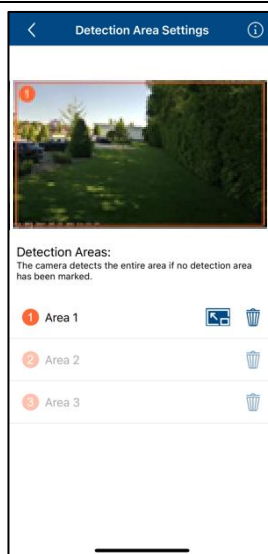 Detection Area Settings
1
Detection Areas:
The camera detects the entire area if no detection area
has been marked.
1 Area 1
2 Area 2
3 Area 3